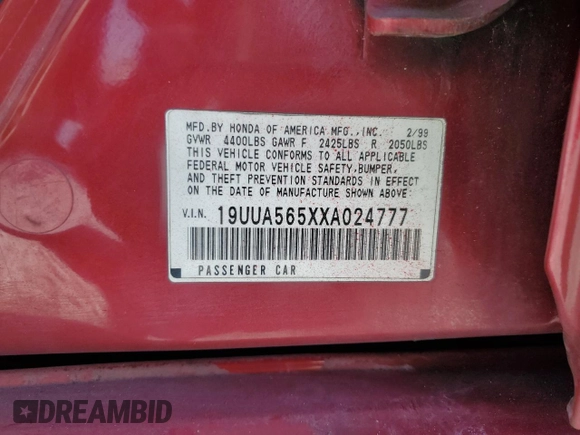 MFD.BY HONDA OF AMERICA MFG.,INC. 2/99
GVWR 4400LBS GAWR F 2425LBS R 2050LBS
THIS VEHICLE CONFORMS TO ALL APPLICABLE
FEDERAL MOTOR VEHICLE SAFETY,BUMPER,
AND THEFT PREVENTION STANDARDS IN EFFECT
ON THE DATE OF MANUFACTURE SHOWN ABOVE.
V.I.N. 19UUA565XXA024777
PASSENGER CAR
DREAMBID